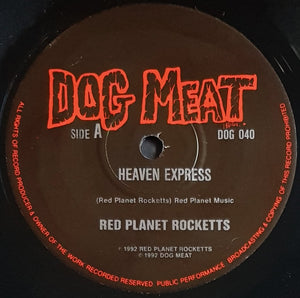 DOG MEAT
SIDE A
DOG 040
HEAVEN EXPRESS
(Red Planet Rocketts) Red Planet Music
RED PLANET ROCKETTS
℗ 1992 RED PLANET ROCKETTS
© 1992 DOG MEAT
ALL RIGHTS OF RECORD PRODUCER & OWNER OF THE WORK RECORDED RESERVED. PUBLIC PERFORMANCE BROADCASTING & COPYING OF THIS RECORD PROHIBITED